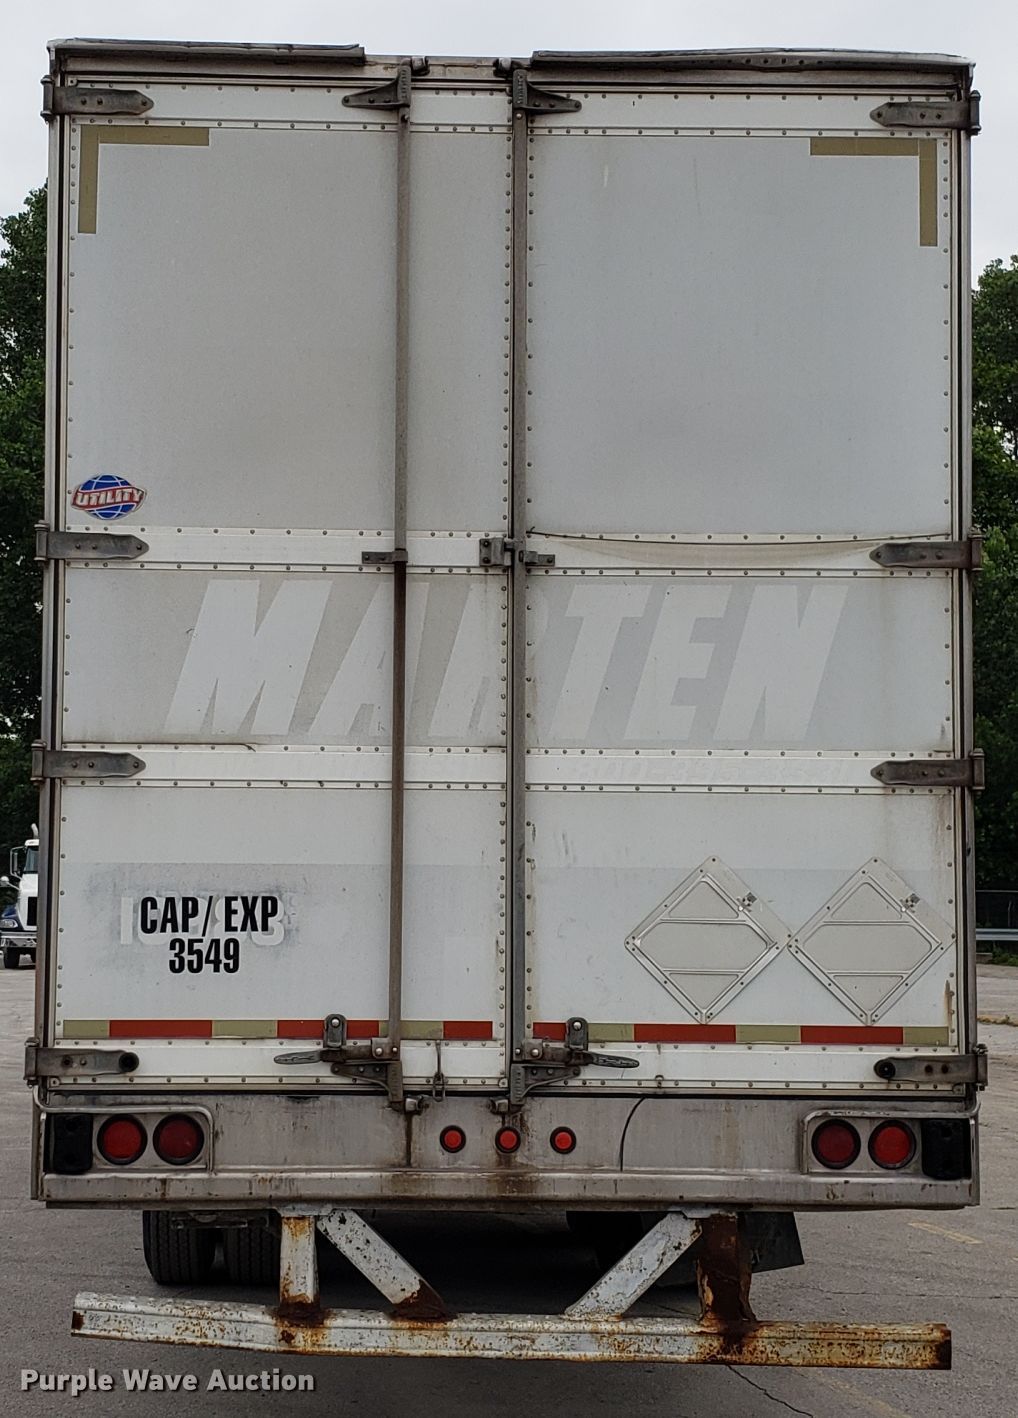 UTILITY
MARTEN
CAP/EXP
3549
Purple Wave Auction